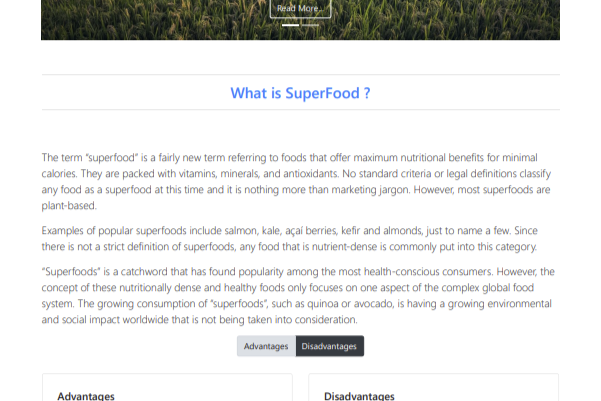 Read More..
What is SuperFood ?
The term “superfood” is a fairly new term referring to foods that offer maximum nutritional benefits for minimal
calories. They are packed with vitamins, minerals, and antioxidants. No standard criteria or legal definitions classify
any food as a superfood at this time and it is nothing more than marketing jargon. However, most superfoods are
plant-based.
Examples of popular superfoods include salmon, kale, açaí berries, kefir and almonds, just to name a few. Since
there is not a strict definition of superfoods, any food that is nutrient-dense is commonly put into this category.
“Superfoods” is a catchword that has found popularity among the most health-conscious consumers. However, the
concept of these nutritionally dense and healthy foods only focuses on one aspect of the complex global food
system. The growing consumption of “superfoods”, such as quinoa or avocado, is having a growing environmental
and social impact worldwide that is not being taken into consideration.
Advantages Disadvantages
Advantages Disadvantages